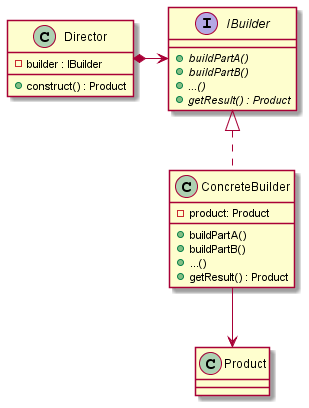 C Director
builder : IBuilder
construct() : Product
I IBuilder
buildPartA()
buildPartB()
...()
getResult() : Product
C ConcreteBuilder
product: Product
buildPartA()
buildPartB()
...()
getResult() : Product
C Product